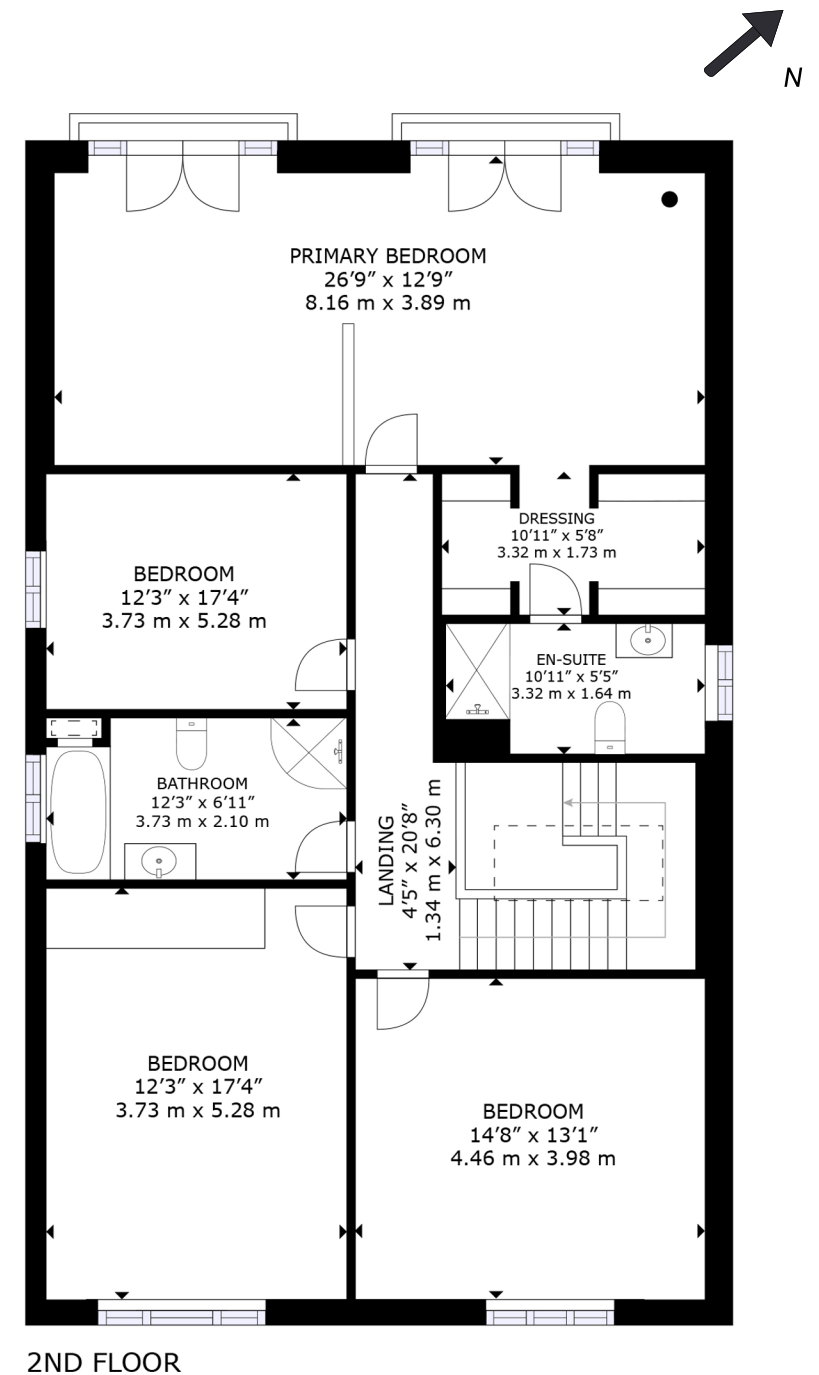 N
PRIMARY BEDROOM
26'9" x 12'9"
8.16 m x 3.89 m
DRESSING
10'11" x 5'8"
3.32 m x 1.73 m
BEDROOM
12'3" x 17'4"
3.73 m x 5.28 m
EN-SUITE
10'11" x 5'5"
3.32 m x 1.64 m
BATHROOM
12'3" x 6'11"
3.73 m x 2.10 m
LANDING
4'5" x 20'8"
1.34 m x 6.30 m
BEDROOM
12'3" x 17'4"
3.73 m x 5.28 m
BEDROOM
14'8" x 13'1"
4.46 m x 3.98 m
2ND FLOOR